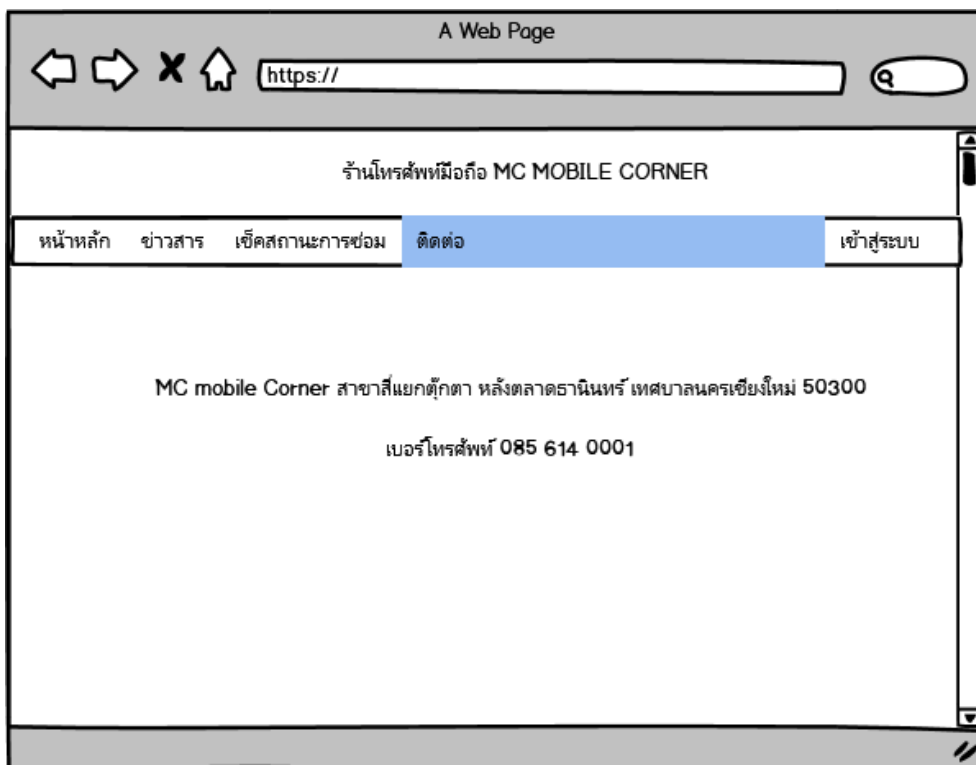 A Web Page
https://
ร้านโทรศัพท์มือถือ MC MOBILE CORNER
หน้าหลัก ข่าวสาร เช็คสถานะการซ่อม ติดต่อ เข้าสู่ระบบ
MC mobile Corner สาขาสี่แยกตุ๊กตา หลังตลาดธานินทร์ เทศบาลนครเชียงใหม่ 50300
เบอร์โทรศัพท์ 085 614 0001